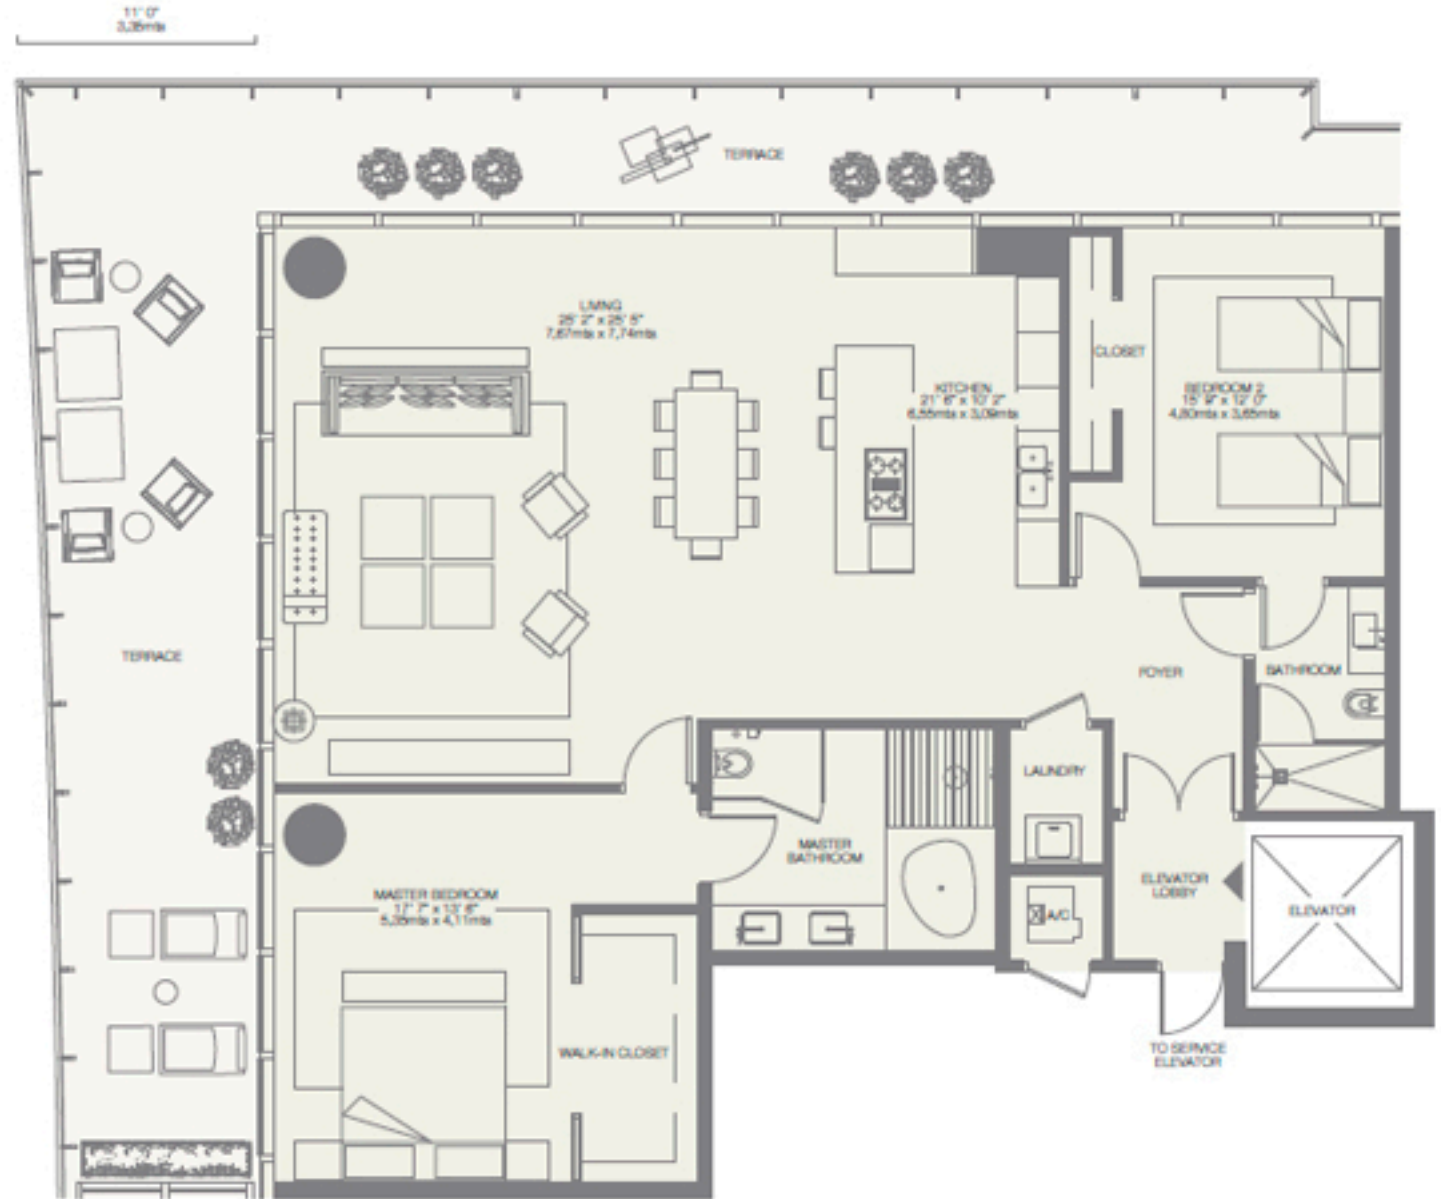 11' 0"
3,35mts
TERRACE
LIVING
25' 2" x 25' 5"
7,67mts x 7,74mts
CLOSET
KITCHEN
21' 6" x 10' 2"
6,55mts x 3,09mts
BEDROOM 2
15' 9" x 12' 0"
4,80mts x 3,65mts
TERRACE
FOYER
BATHROOM
LAUNDRY
MASTER
BATHROOM
MASTER BEDROOM
17' 7" x 13' 6"
5,35mts x 4,11mts
ELEVATOR
LOBBY
ELEVATOR
A/C
WALK-IN CLOSET
TO SERVICE
ELEVATOR